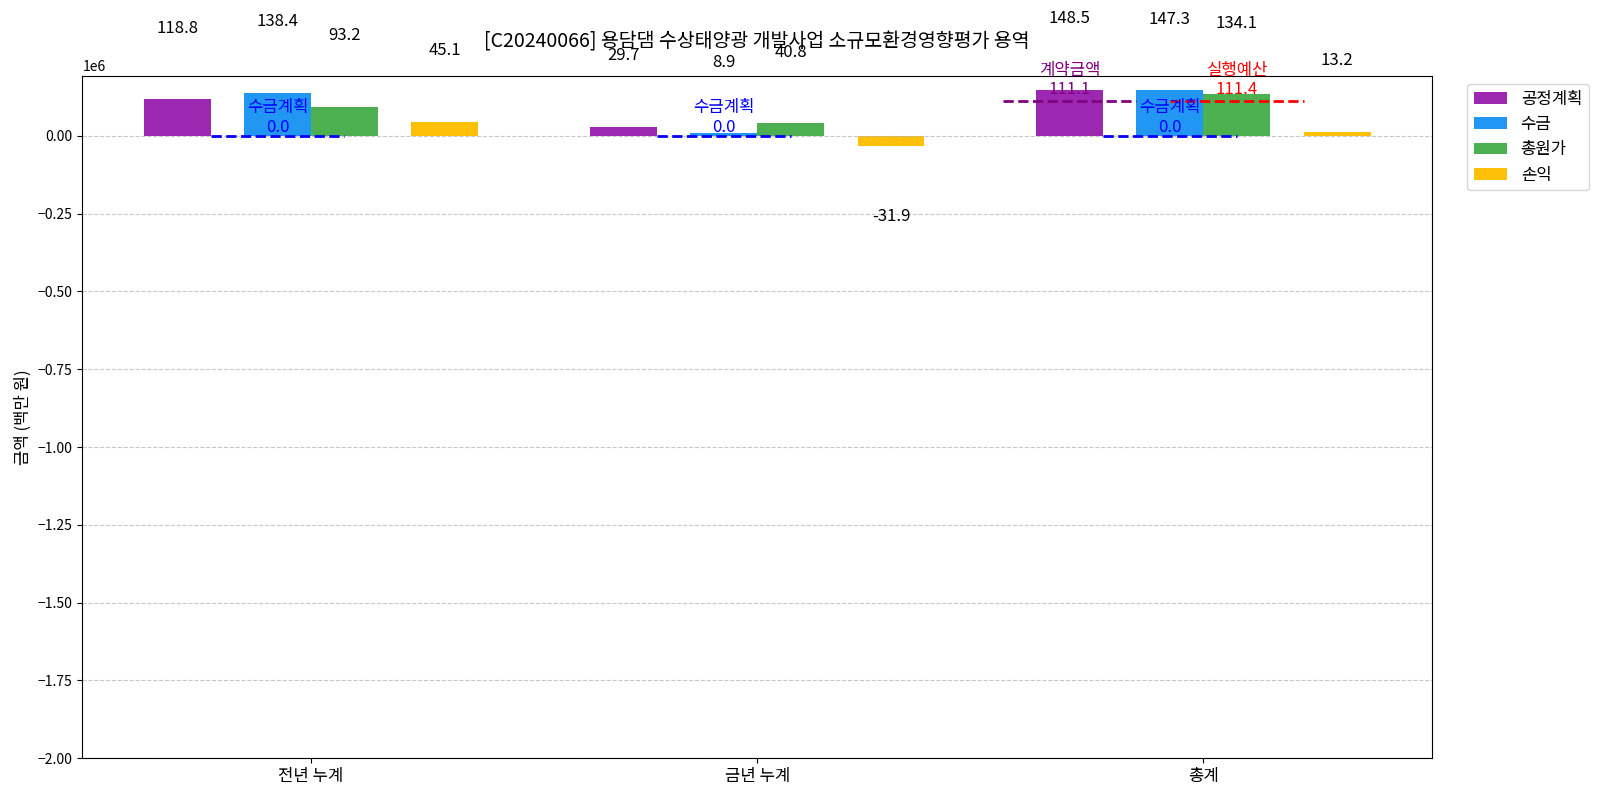 118.8
138.4
93.2
45.1
29.7
8.9
40.8
148.5
147.3
134.1
13.2
[C20240066] 용담댐 수상태양광 개발사업 소규모환경영향평가 용역
1e6
계약금액
111.1
실행예산
111.4
수금계획
0.0
수금계획
0.0
수금계획
0.0
-31.9
공정계획
수금
총원가
손익
0.00
−0.25
−0.50
−0.75
−1.00
−1.25
−1.50
−1.75
−2.00
금액 (백만 원)
전년 누계
금년 누계
총계